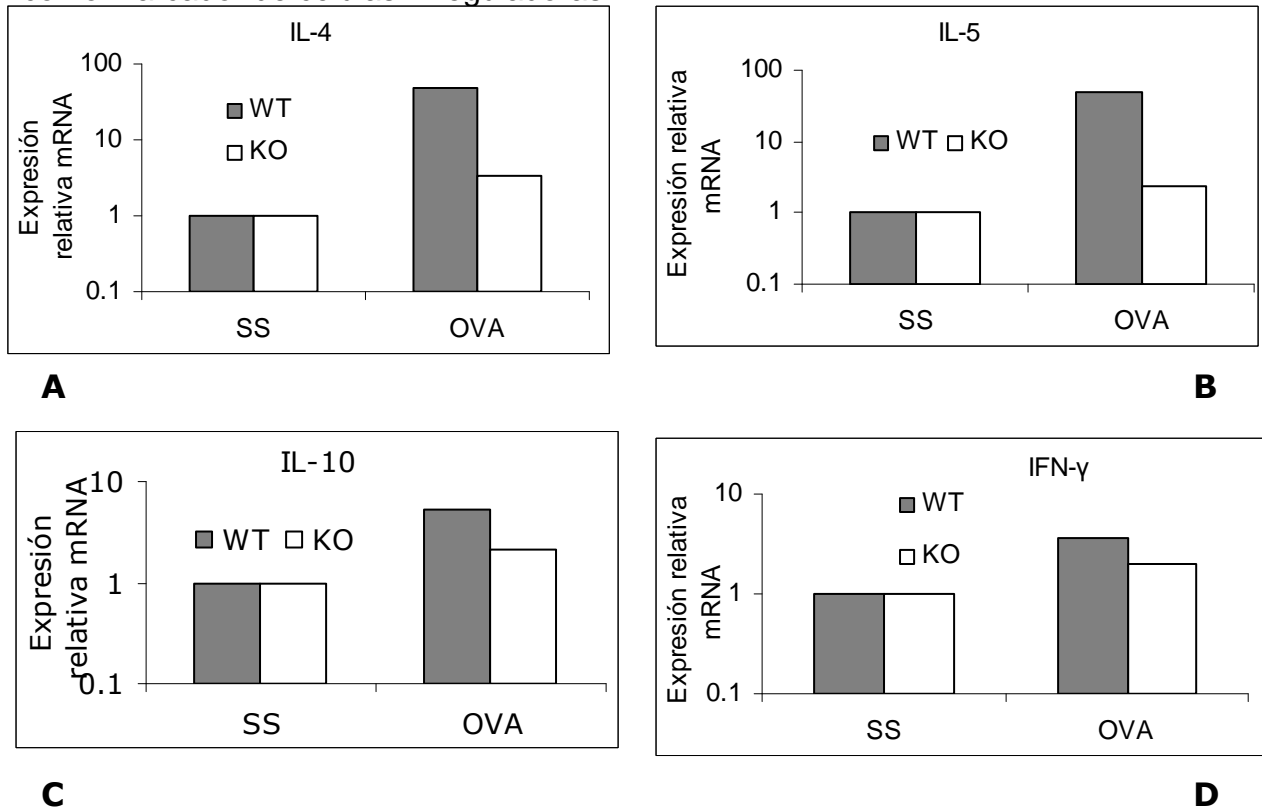 IL-4
Expresión
relativa mRNA
100
10
1
0.1
WT
KO
SS
OVA
A
IL-5
Expresión relativa
mRNA
100
10
1
0.1
WT KO
SS
OVA
B
IL-10
Expresión
relativa mRNA
10
1
0.1
WT KO
SS
OVA
C
IFN-γ
Expresión relativa
mRNA
10
1
0.1
WT
KO
SS
OVA
D